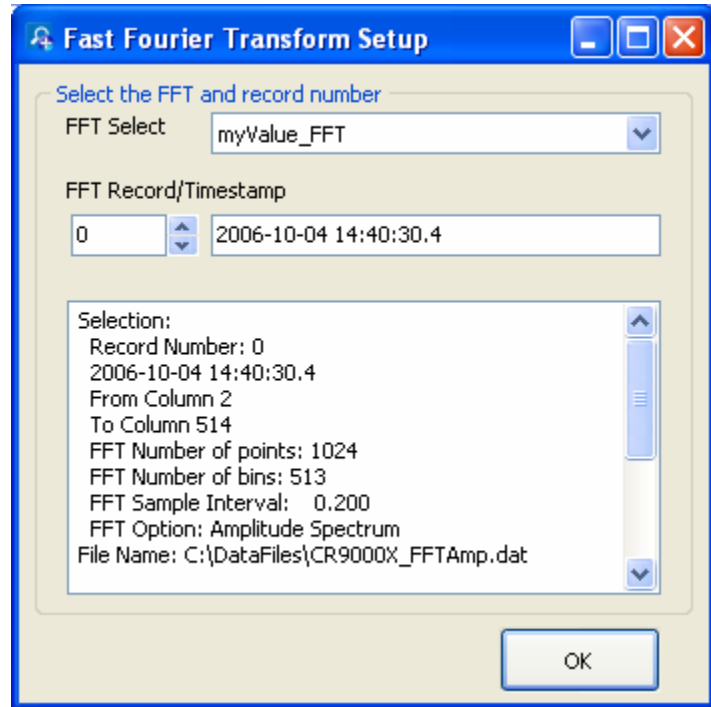 Fast Fourier Transform Setup
Select the FFT and record number
FFT Select
myValue_FFT
FFT Record/Timestamp
0
2006-10-04 14:40:30.4
Selection:
Record Number: 0
2006-10-04 14:40:30.4
From Column 2
To Column 514
FFT Number of points: 1024
FFT Number of bins: 513
FFT Sample Interval: 0.200
FFT Option: Amplitude Spectrum
File Name: C:\DataFiles\CR9000X_FFTAmp.dat
OK